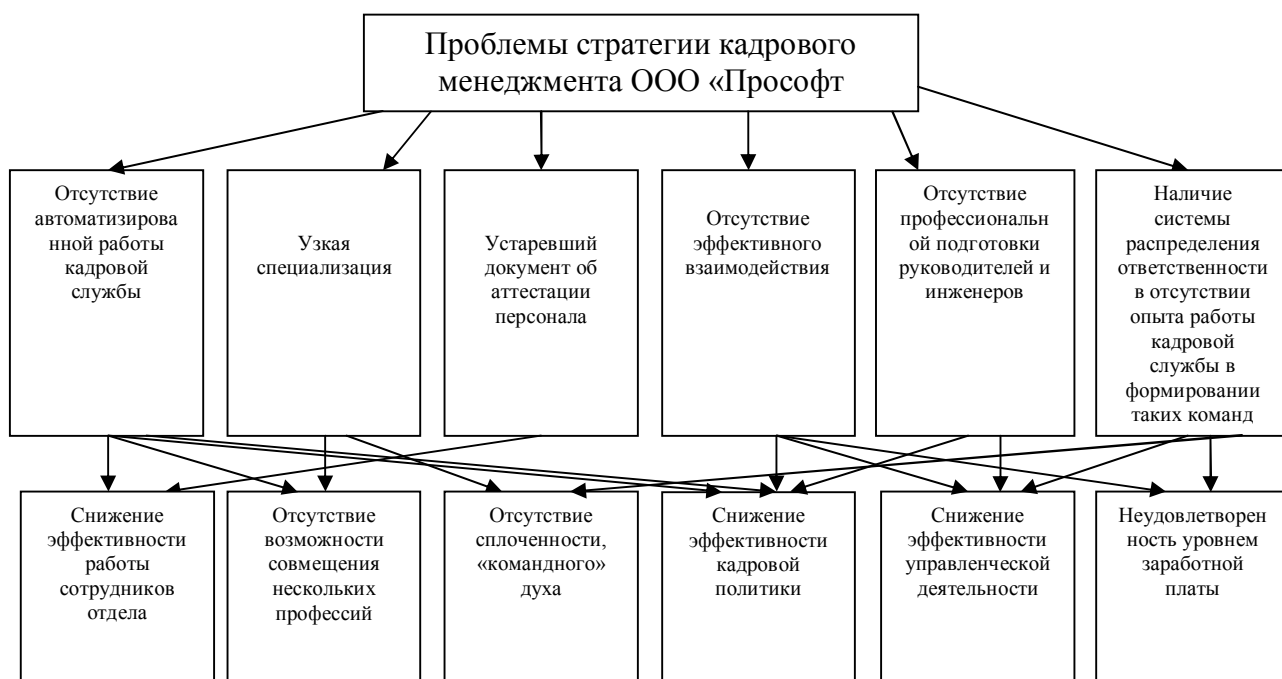 Проблемы стратегии кадрового
менеджмента ООО «Прософт
Отсутствие
автоматизирова
нной работы
кадровой
службы
Узкая
специализация
Устаревший
документ об
аттестации
персонала
Отсутствие
эффективного
взаимодействия
Отсутствие
профессиональн
ой подготовки
руководителей и
инженеров
Наличие
системы
распределения
ответственности
в отсутствии
опыта работы
кадровой
службы в
формировании
таких команд
Снижение
эффективности
работы
сотрудников
отдела
Отсутствие
возможности
совмещения
нескольких
профессий
Отсутствие
сплоченности,
«командного»
духа
Снижение
эффективности
кадровой
политики
Снижение
эффективности
управленческой
деятельности
Неудовлетворен
ность уровнем
заработной
платы